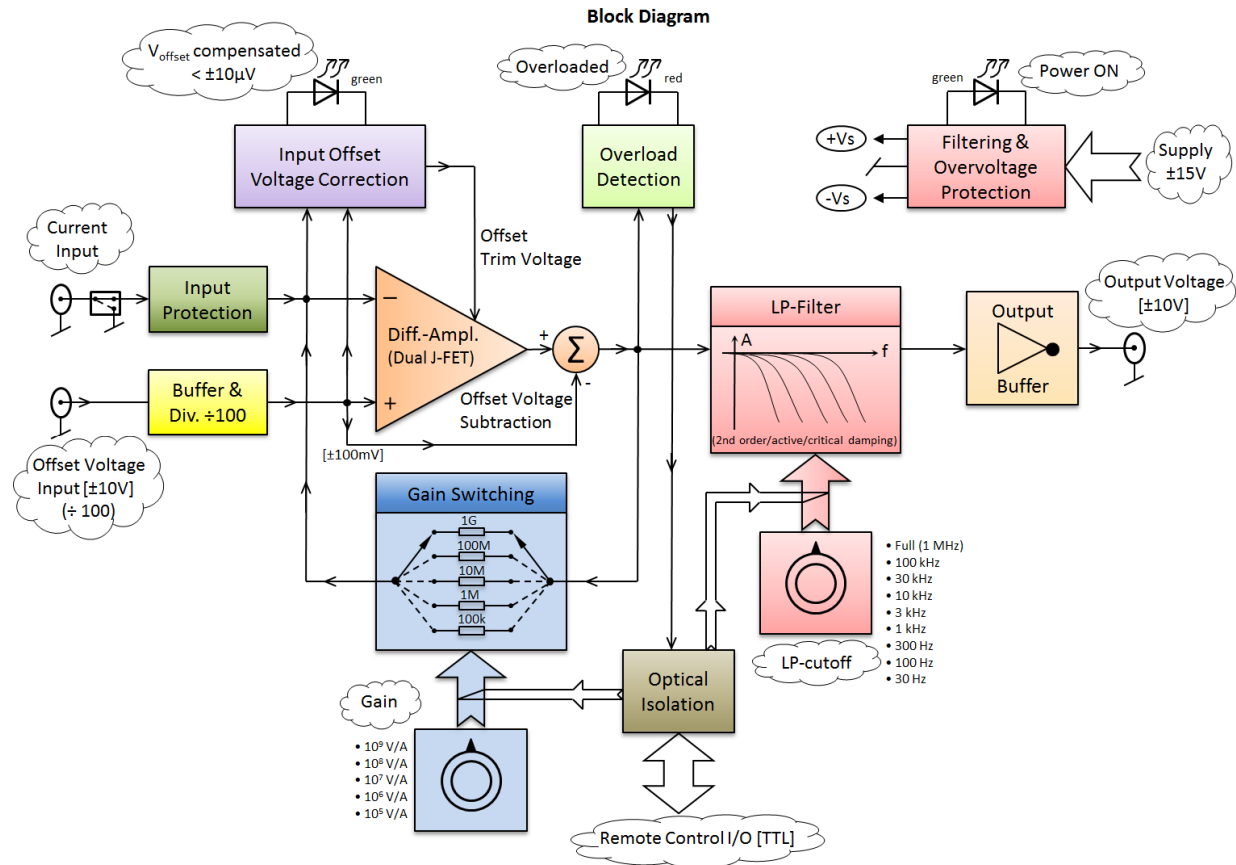 Block Diagram
V_offset compensated
< ±10µV
green
Overloaded
red
green
Power ON
Input Offset
Voltage Correction
Overload
Detection
+Vs
-Vs
Filtering &
Overvoltage
Protection
Supply
±15V
Current
Input
Input
Protection
Offset
Trim Voltage
−
Diff.-Ampl.
(Dual J-FET)
+
+
Σ
-
Offset Voltage
Subtraction
LP-Filter
A
f
(2nd order/active/critical damping)
Output
Buffer
Output Voltage
[±10V]
Buffer &
Div. ÷100
[±100mV]
Offset Voltage
Input [±10V]
(÷ 100)
Gain Switching
1G
100M
10M
1M
100k
• Full (1 MHz)
• 100 kHz
• 30 kHz
• 10 kHz
• 3 kHz
• 1 kHz
• 300 Hz
• 100 Hz
• 30 Hz
LP-cutoff
Optical
Isolation
Gain
• 10⁹ V/A
• 10⁸ V/A
• 10⁷ V/A
• 10⁶ V/A
• 10⁵ V/A
Remote Control I/O [TTL]